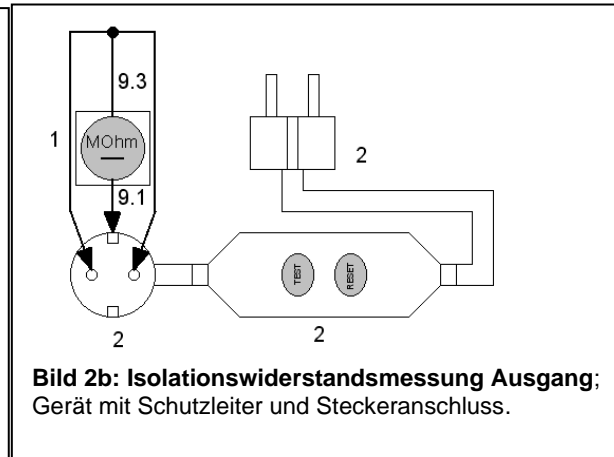 9.3
1
MOhm
2
9.1
TEST
RESET
2
2
Bild 2b: Isolationswiderstandsmessung Ausgang;
Gerät mit Schutzleiter und Steckeranschluss.